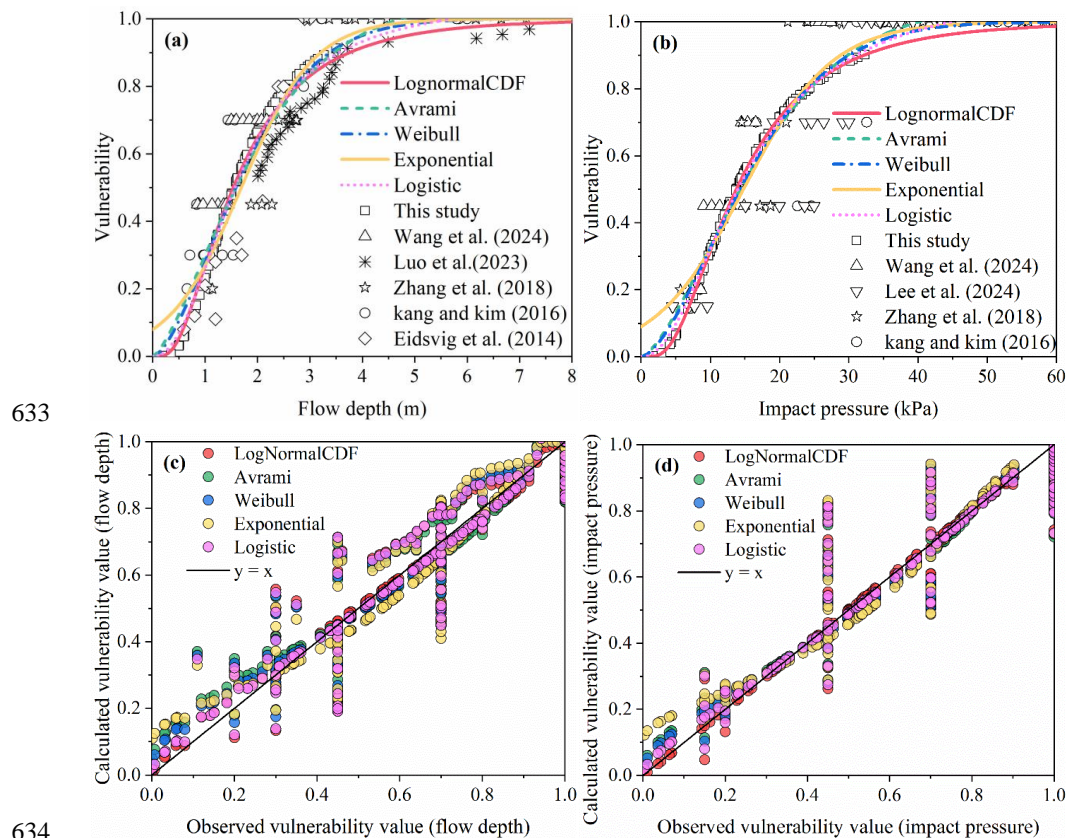 (a)
LognormalCDF
Avrami
Weibull
Exponential
Logistic
This study
Wang et al. (2024)
Luo et al.(2023)
Zhang et al. (2018)
kang and kim (2016)
Eidsvig et al. (2014)
Vulnerability
1.0
0.8
0.6
0.4
0.2
0.0
0 1 2 3 4 5 6 7 8
Flow depth (m)
(b)
LognormalCDF
Avrami
Weibull
Exponential
Logistic
This study
Wang et al. (2024)
Lee et al. (2024)
Zhang et al. (2018)
kang and kim (2016)
Vulnerability
1.0
0.8
0.6
0.4
0.2
0.0
0 10 20 30 40 50 60
Impact pressure (kPa)
633
(c)
LogNormalCDF
Avrami
Weibull
Exponential
Logistic
y = x
Calculated vulnerability value (flow depth)
1.0
0.8
0.6
0.4
0.2
0.0
0.0 0.2 0.4 0.6 0.8 1.0
Observed vulnerability value (flow depth)
(d)
LogNormalCDF
Avrami
Weibull
Exponential
Logistic
y = x
Calculated vulnerability value (impact pressure)
1.0
0.8
0.6
0.4
0.2
0.0
0.0 0.2 0.4 0.6 0.8 1.0
Observed vulnerability value (impact pressure)
634